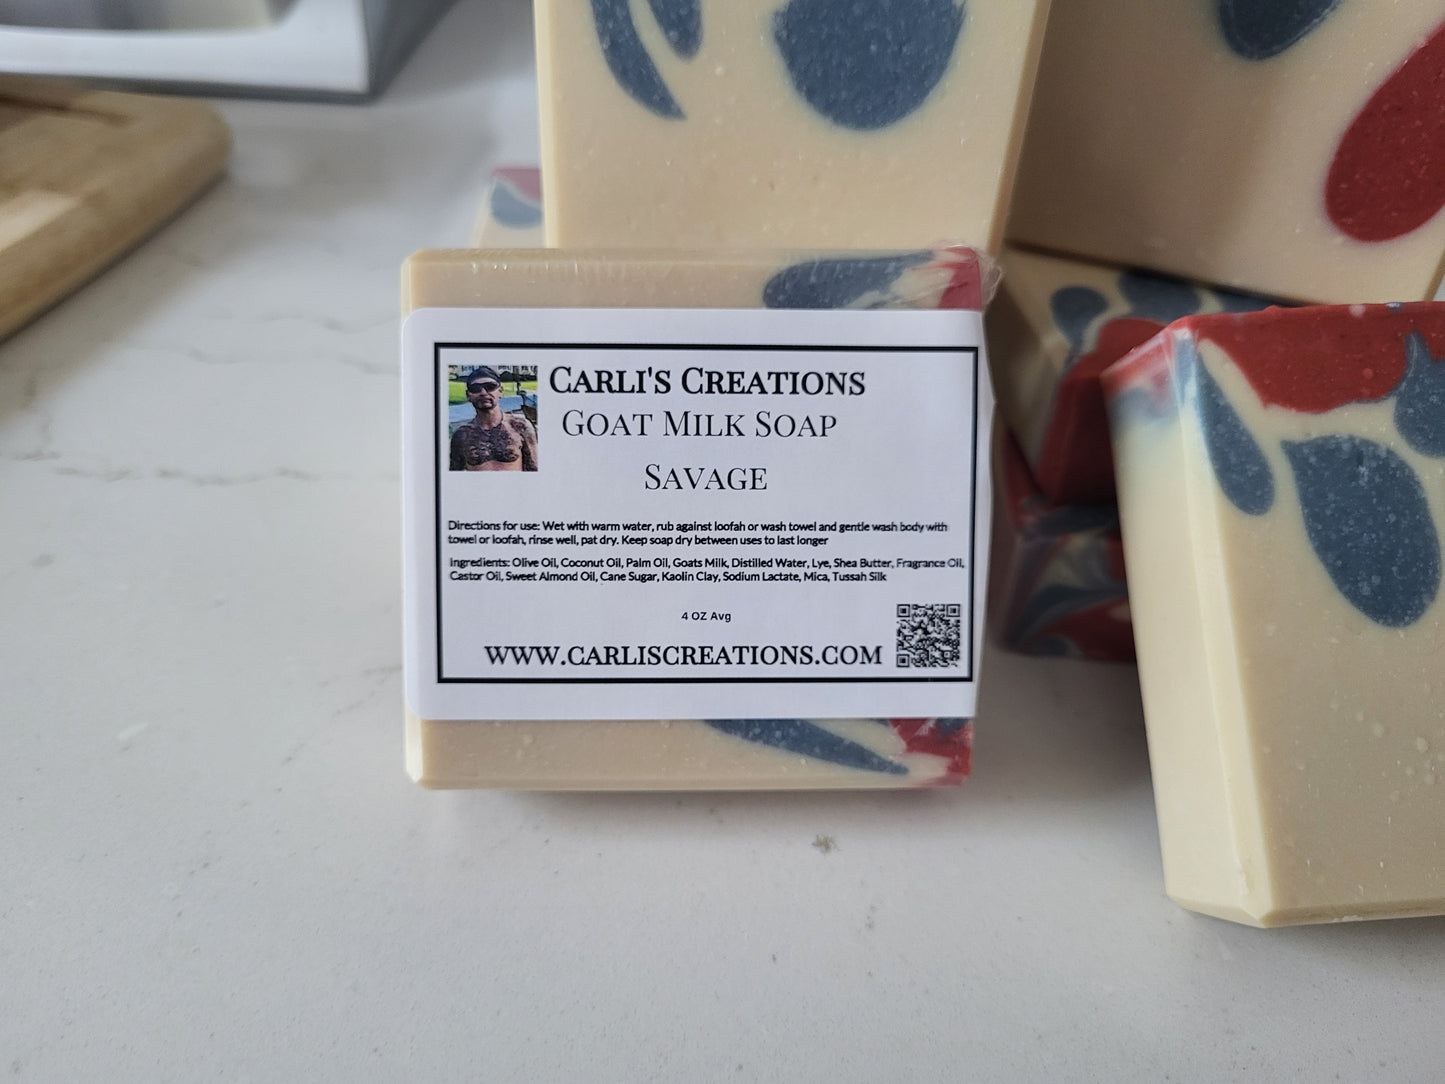 Carli's Creations
Goat Milk Soap
Savage
Directions for use: Wet with warm water, rub against loofah or wash towel and gentle wash body with
towel or loofah, rinse well, pat dry. Keep soap dry between uses to last longer
Ingredients: Olive Oil, Coconut Oil, Palm Oil, Goats Milk, Distilled Water, Lye, Shea Butter, Fragrance Oil,
Castor Oil, Sweet Almond Oil, Cane Sugar, Kaolin Clay, Sodium Lactate, Mica, Tussah Silk
4 OZ Avg
www.carliscreations.com